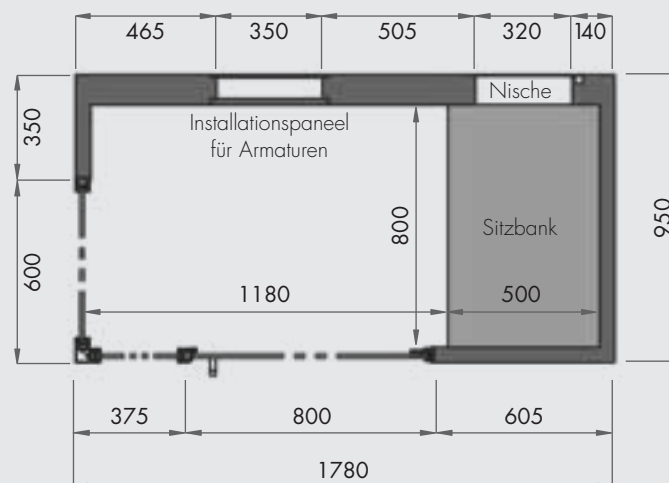 465 350 505 320 140
Nische
350
Installationspaneel
für Armaturen
800
Sitzbank
950
600
1180 500
375 800 605
1780